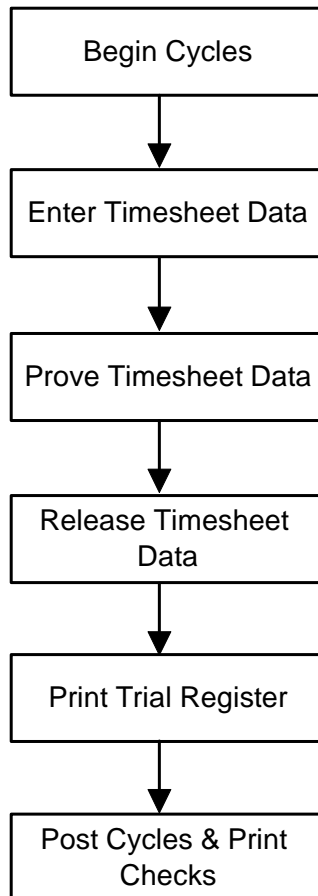 Begin Cycles
Enter Timesheet Data
Prove Timesheet Data
Release Timesheet
Data
Print Trial Register
Post Cycles & Print
Checks